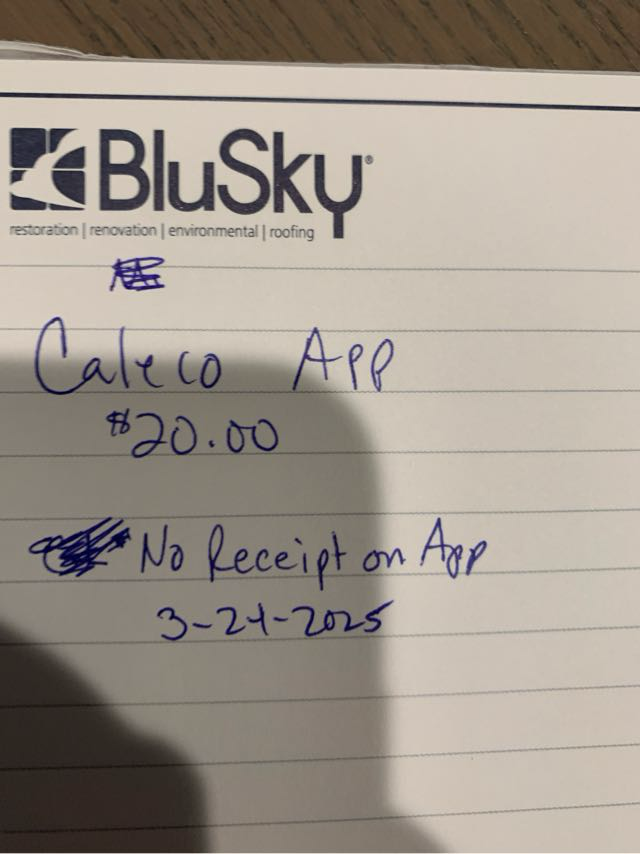 BluSky®
restoration | renovation | environmental | roofing
Caleco App
$20.00
No Receipt on App
3-24-2025